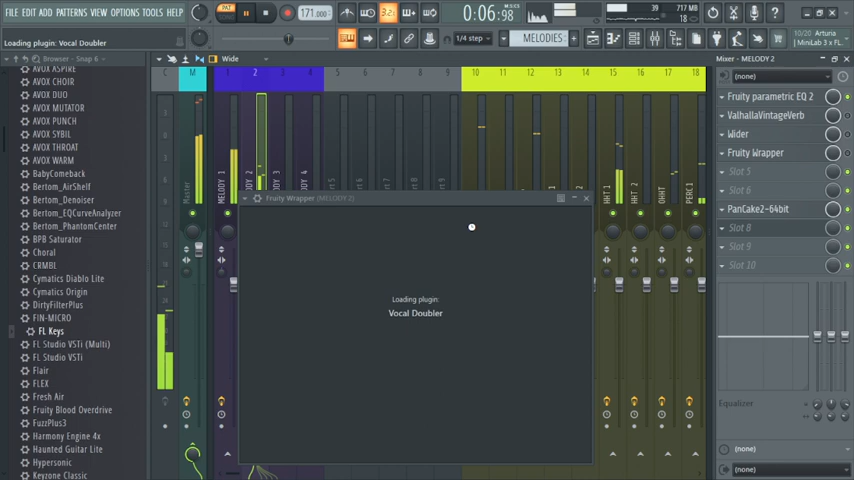 FILE EDIT ADD PATTERNS VIEW OPTIONS TOOLS HELP
PAT
3.2.
171.000
0:06:98
39
717 MB
18
Loading plugin: Vocal Doubler
1/4 step
MELODIES
10/20 Arturia
MiniLab 3 x FL..
Browser - Snap 6
Wide
Mixer - MELODY 2
C M 1 2 3 4 5 6 7 8 9 10 11 12 13 14 15 16 17 18
AVOX ASPIRE
AVOX CHOIR
AVOX DUO
AVOX MUTATOR
AVOX PUNCH
AVOX SYBIL
AVOX THROAT
AVOX WARM
BabyComeback
Bertom_AirShelf
Bertom_Denoiser
Bertom_EQCurveAnalyzer
Bertom_PhantomCenter
BPB Saturator
Choral
CRMBL
Cymatics Diablo Lite
Cymatics Origin
DirtyFilterPlus
FIN-MICRO
FL Keys
FL Studio VSTi (Multi)
FL Studio VSTi
Flair
FLEX
Fresh Air
Fruity Blood Overdrive
FuzzPlus3
Harmony Engine 4x
Haunted Guitar Lite
Hypersonic
Keyzone Classic
Master
MELODY 1
HHT 1
HHT 2
OHHT
PERC 1
Fruity Wrapper (MELODY 2)
Loading plugin:
Vocal Doubler
(none)
Fruity parametric EQ 2
ValhallaVintageVerb
Wider
Fruity Wrapper
Slot 5
Slot 6
PanCake2-64bit
Slot 8
Slot 9
Slot 10
Equalizer
(none)
(none)